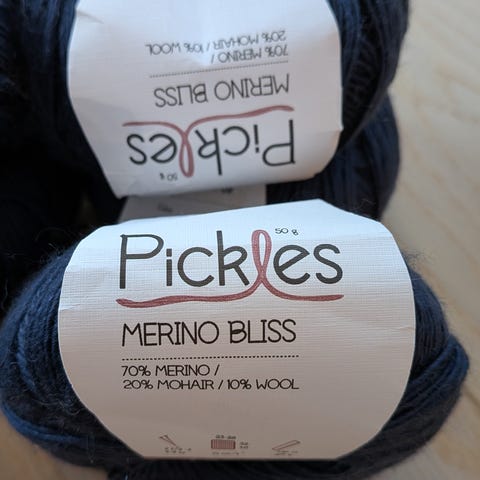 70% MERINO /
20% MOHAIR / 10% WOOL
MERINO BLISS
Pickles
50 g
50 g
Pickles
MERINO BLISS
70% MERINO /
20% MOHAIR / 10% WOOL